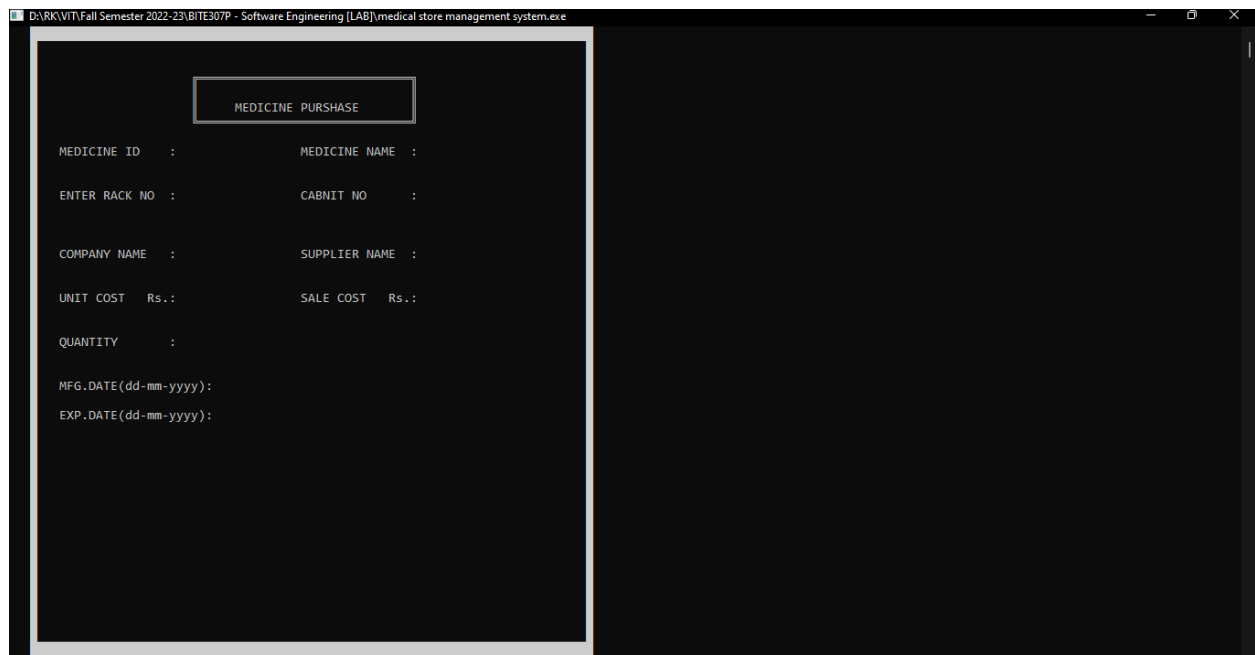 D:\RK\VIT\Fall Semester 2022-23\BITE307P - Software Engineering [LAB]\medical store management system.exe
MEDICINE PURSHASE
MEDICINE ID : MEDICINE NAME :
ENTER RACK NO : CABNIT NO :
COMPANY NAME : SUPPLIER NAME :
UNIT COST Rs.: SALE COST Rs.:
QUANTITY :
MFG.DATE(dd-mm-yyyy):
EXP.DATE(dd-mm-yyyy):